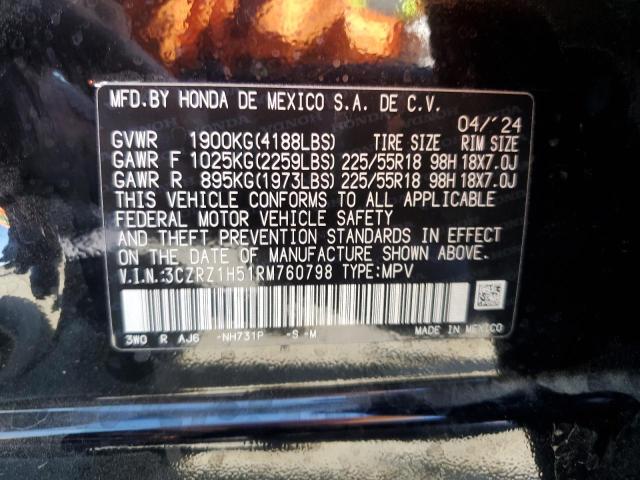 MFD.BY HONDA DE MEXICO S.A. DE C.V.
04/'24
GVWR 1900KG(4188LBS) TIRE SIZE RIM SIZE
GAWR F 1025KG(2259LBS) 225/55R18 98H 18X7.0J
GAWR R 895KG(1973LBS) 225/55R18 98H 18X7.0J
THIS VEHICLE CONFORMS TO ALL APPLICABLE
FEDERAL MOTOR VEHICLE SAFETY
AND THEFT PREVENTION STANDARDS IN EFFECT
ON THE DATE OF MANUFACTURE SHOWN ABOVE.
V.I.N.:3CZRZ1H51RM760798 TYPE:MPV
3W0 R AJ6 -NH731P -S -M
MADE IN MEXICO